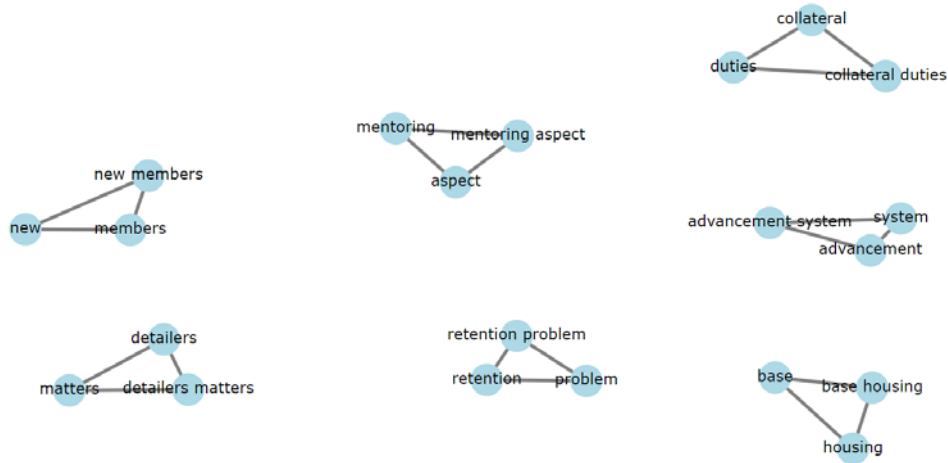 collateral
duties
collateral duties
mentoring
mentoring aspect
aspect
new members
new
members
advancement system
system
advancement
detailers
matters
detailers matters
retention problem
retention
problem
base
base housing
housing